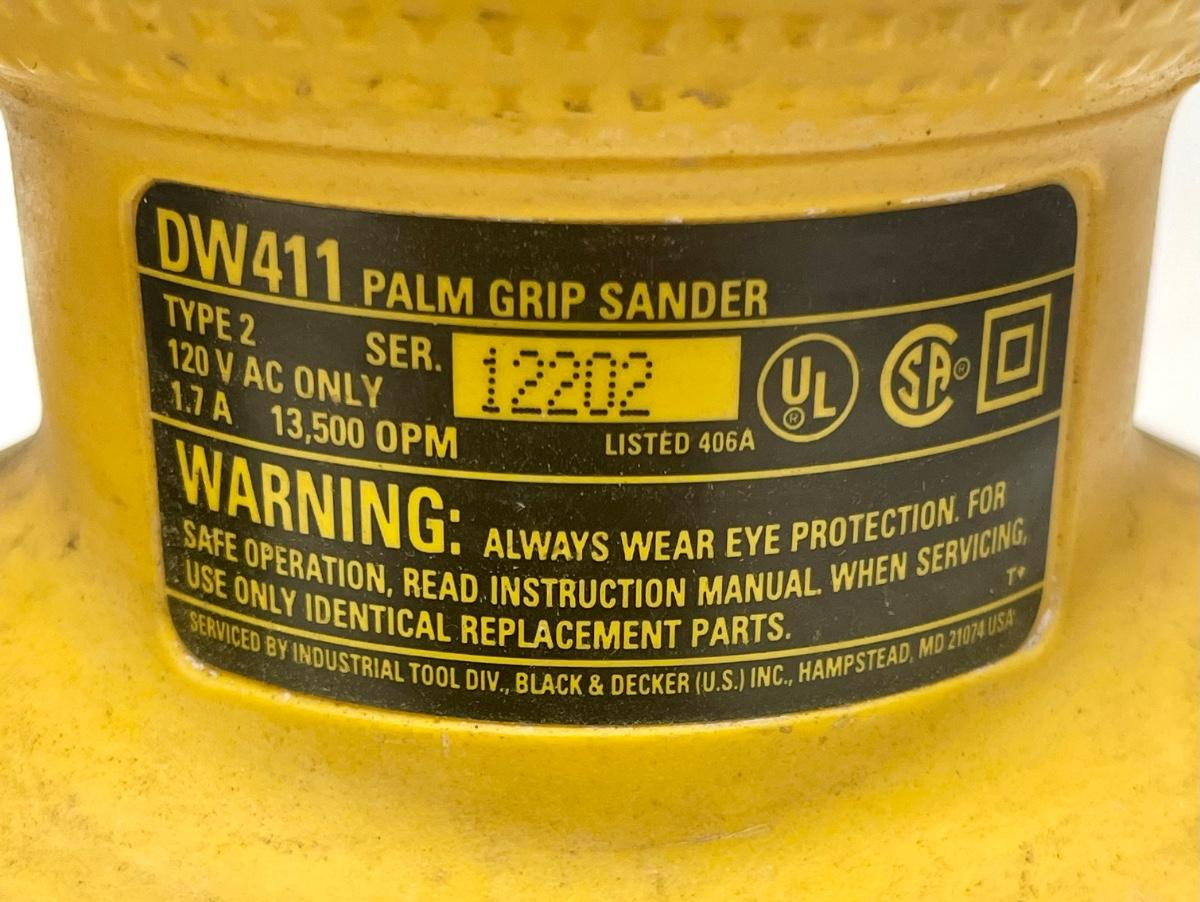 DW411 PALM GRIP SANDER
TYPE 2
120 V AC ONLY
1.7 A 13,500 OPM
SER. 12202
LISTED 406A
UL ®
SA ®
WARNING: ALWAYS WEAR EYE PROTECTION. FOR
SAFE OPERATION, READ INSTRUCTION MANUAL. WHEN SERVICING,
USE ONLY IDENTICAL REPLACEMENT PARTS.
T+
SERVICED BY INDUSTRIAL TOOL DIV., BLACK & DECKER (U.S.) INC., HAMPSTEAD, MD 21074 USA